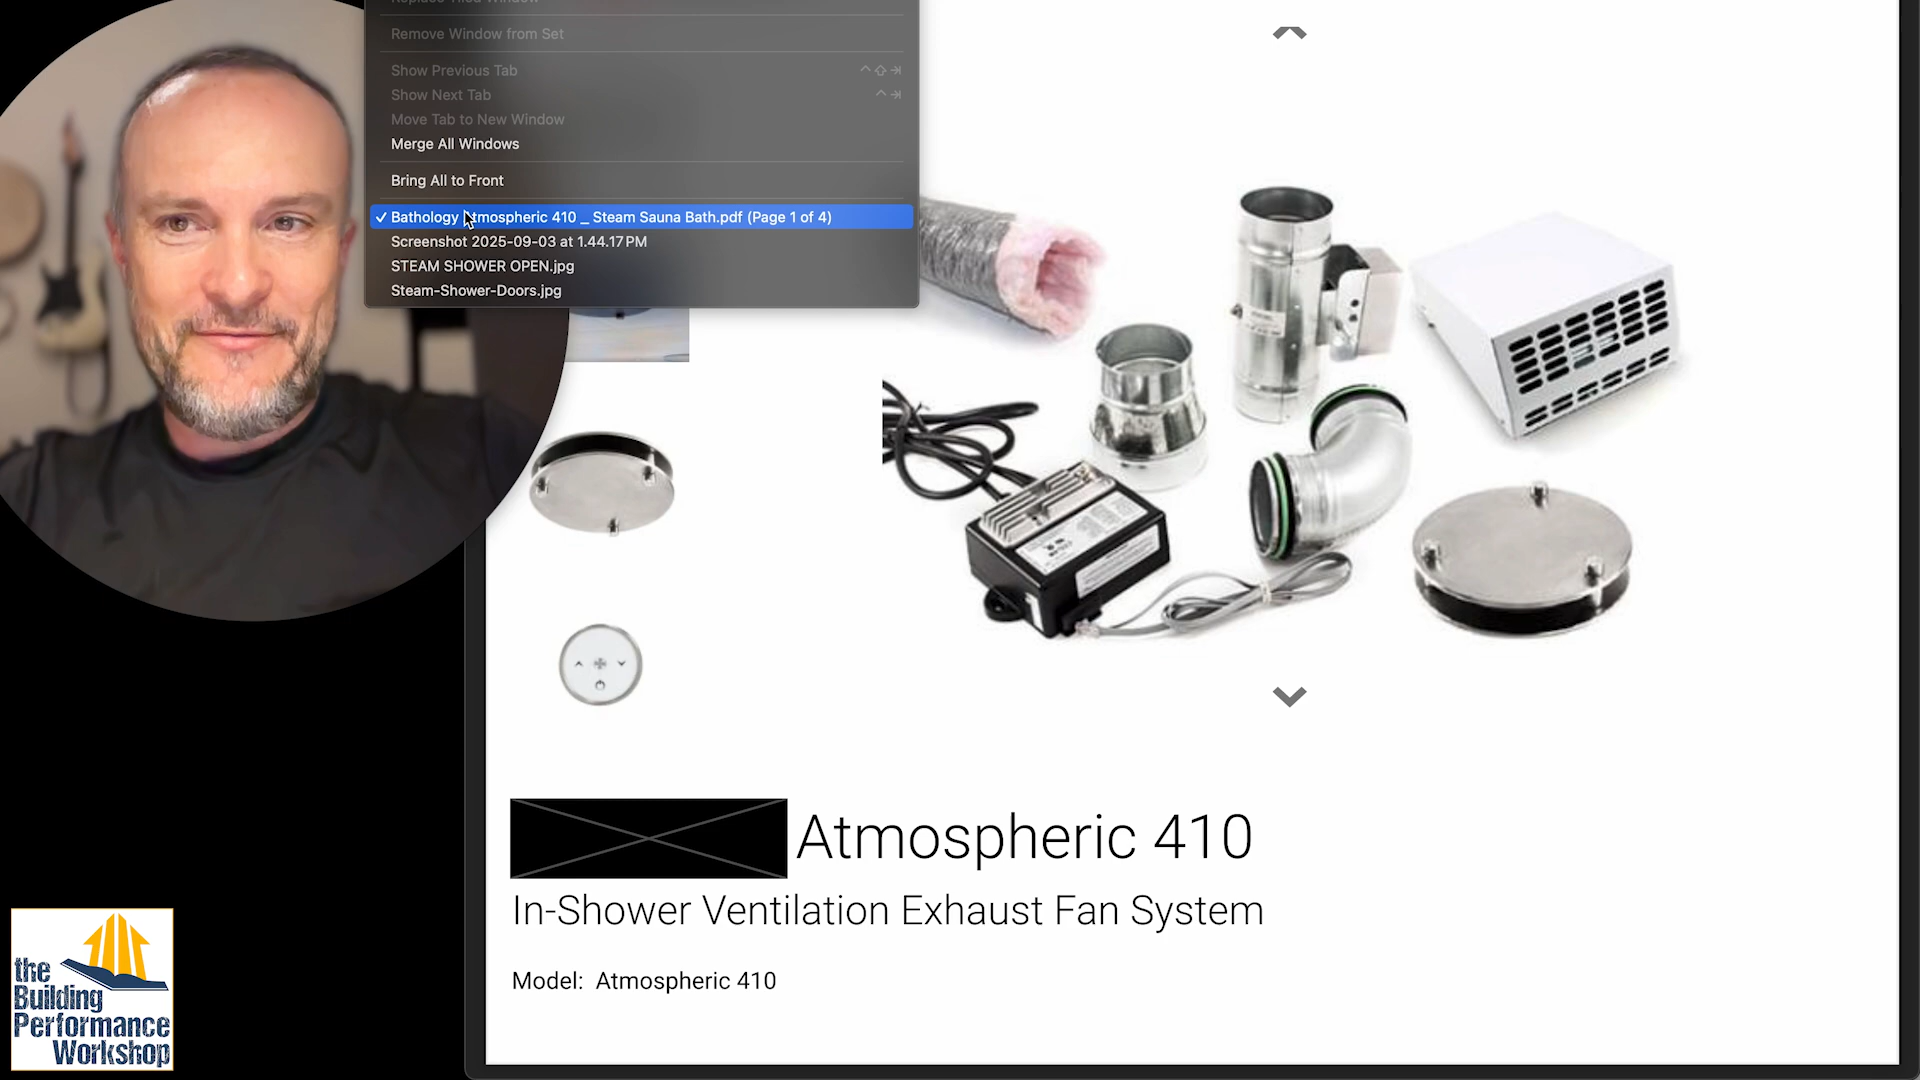 Replace Tiled Window
Remove Window from Set
Show Previous Tab
Show Next Tab
Move Tab to New Window
Merge All Windows
Bring All to Front
✓ Bathology Atmospheric 410 _ Steam Sauna Bath.pdf (Page 1 of 4)
Screenshot 2025-09-03 at 1.44.17 PM
STEAM SHOWER OPEN.jpg
Steam-Shower-Doors.jpg
Atmospheric 410
In-Shower Ventilation Exhaust Fan System
Model: Atmospheric 410
the
Building
Performance
Workshop